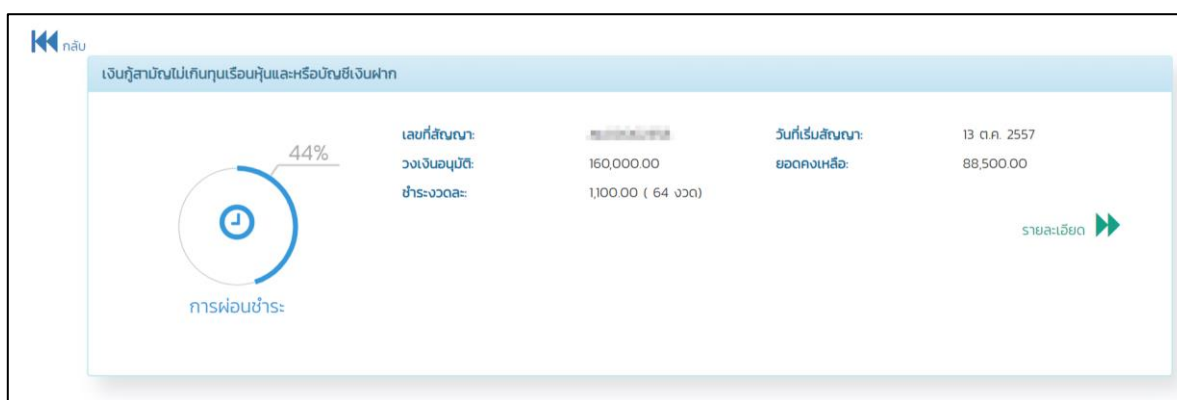 กลับ
เงินกู้สามัญไม่เกินทุนเรือนหุ้นและหรือบัญชีเงินฝาก
44%
การผ่อนชำระ
เลขที่สัญญา: วันที่เริ่มสัญญา: 13 ต.ค. 2557
วงเงินอนุมัติ: 160,000.00 ยอดคงเหลือ: 88,500.00
ชำระงวดละ: 1,100.00 ( 64 งวด)
รายละเอียด